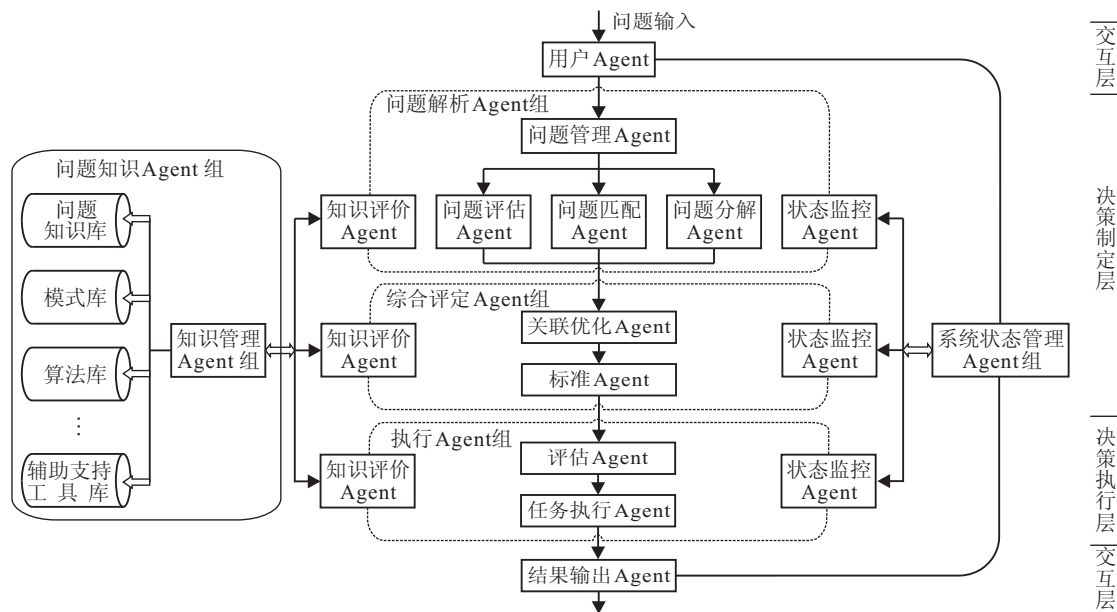 问题输入
用户Agent
交互层
问题解析Agent组
问题管理Agent
问题知识Agent 组
问题
知识库
模式库
算法库
⋮
辅助支持
工具库
知识管理
Agent 组
知识评价
Agent
问题评估
Agent
问题匹配
Agent
问题分解
Agent
状态监控
Agent
决策制定层
综合评定Agent组
关联优化Agent
知识评价
Agent
标准Agent
状态监控
Agent
系统状态管理
Agent组
执行Agent组
评估Agent
知识评价
Agent
任务执行Agent
状态监控
Agent
决策执行层
结果输出Agent
交互层